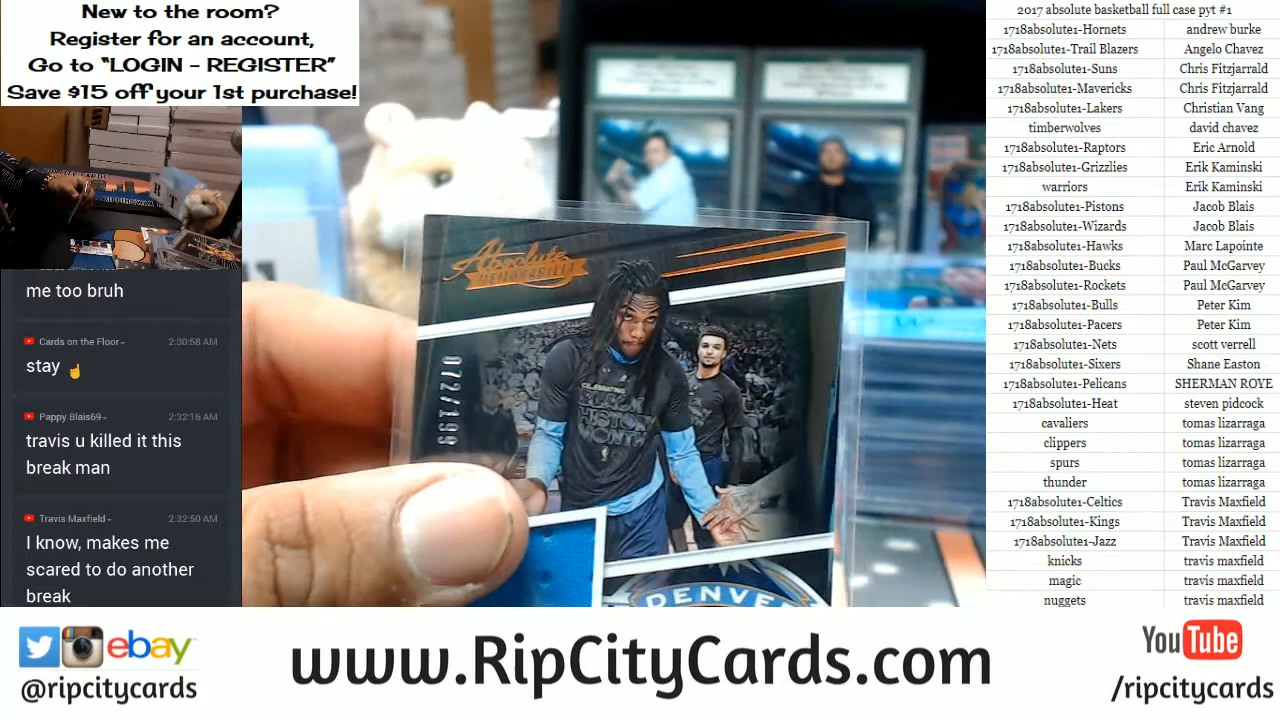 New to the room?
Register for an account,
Go to “LOGIN - REGISTER”
Save $15 off your 1st purchase!
me too bruh
Cards on the Floor
2:30:58 AM
stay ☝
Pappy Blais69
2:32:16 AM
travis u killed it this
break man
Travis Maxfield
2:32:50 AM
I know, makes me
scared to do another
break
Absolute
MEMORABILIA
072/199
CELEBRATING
BLACK
HISTORY
MONTH
DENVER
2017 absolute basketball full case pyt #1
1718absolute1-Hornets andrew burke
1718absolute1-Trail Blazers Angelo Chavez
1718absolute1-Suns Chris Fitzjarrald
1718absolute1-Mavericks Chris Fitzjarrald
1718absolute1-Lakers Christian Vang
timberwolves david chavez
1718absolute1-Raptors Eric Arnold
1718absolute1-Grizzlies Erik Kaminski
warriors Erik Kaminski
1718absolute1-Pistons Jacob Blais
1718absolute1-Wizards Jacob Blais
1718absolute1-Hawks Marc Lapointe
1718absolute1-Bucks Paul McGarvey
1718absolute1-Rockets Paul McGarvey
1718absolute1-Bulls Peter Kim
1718absolute1-Pacers Peter Kim
1718absolute1-Nets scott verrell
1718absolute1-Sixers Shane Easton
1718absolute1-Pelicans SHERMAN ROYE
1718absolute1-Heat steven pidcock
cavaliers tomas lizarraga
clippers tomas lizarraga
spurs tomas lizarraga
thunder tomas lizarraga
1718absolute1-Celtics Travis Maxfield
1718absolute1-Kings Travis Maxfield
1718absolute1-Jazz Travis Maxfield
knicks travis maxfield
magic travis maxfield
nuggets travis maxfield
ebay
@ripcitycards
www.RipCityCards.com
YouTube
/ripcitycards